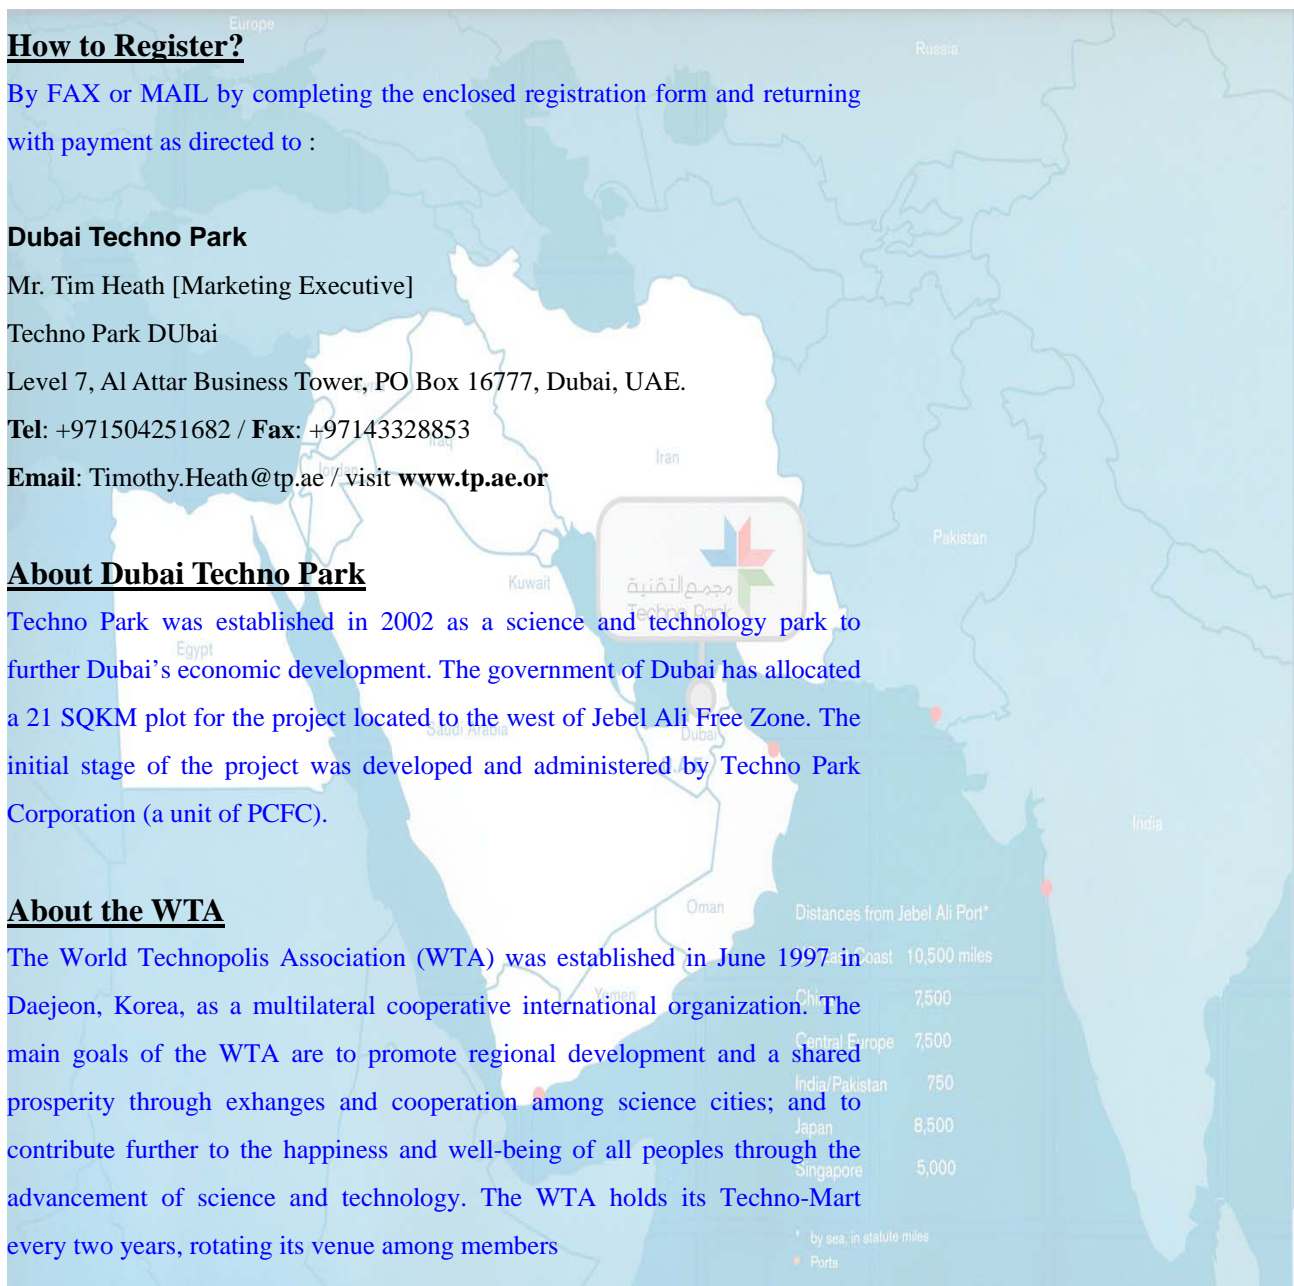 Europe
Russia
How to Register?
By FAX or MAIL by completing the enclosed registration form and returning
with payment as directed to :
Dubai Techno Park
Mr. Tim Heath [Marketing Executive]
Techno Park DUbai
Level 7, Al Attar Business Tower, PO Box 16777, Dubai, UAE.
Tel: +971504251682 / Fax: +97143328853
Iraq
Iran
Jordan
Email: Timothy.Heath@tp.ae / visit www.tp.ae.or
Pakistan
About Dubai Techno Park
Kuwait
مجمع التقنية
Techno Park
Techno Park was established in 2002 as a science and technology park to
Egypt
further Dubai’s economic development. The government of Dubai has allocated
a 21 SQKM plot for the project located to the west of Jebel Ali Free Zone. The
Saudi Arabia
Dubai
initial stage of the project was developed and administered by Techno Park
Corporation (a unit of PCFC).
India
About the WTA
Oman
Distances from Jebel Ali Port*
The World Technopolis Association (WTA) was established in June 1997 in
Coast 10,500 miles
Yemen
Daejeon, Korea, as a multilateral cooperative international organization. The
China 7,500
main goals of the WTA are to promote regional development and a shared
Central Europe 7,500
India/Pakistan 750
prosperity through exhanges and cooperation among science cities; and to
Japan 8,500
contribute further to the happiness and well-being of all peoples through the
Singapore 5,000
advancement of science and technology. The WTA holds its Techno-Mart
every two years, rotating its venue among members
* by sea, in statute miles
Ports